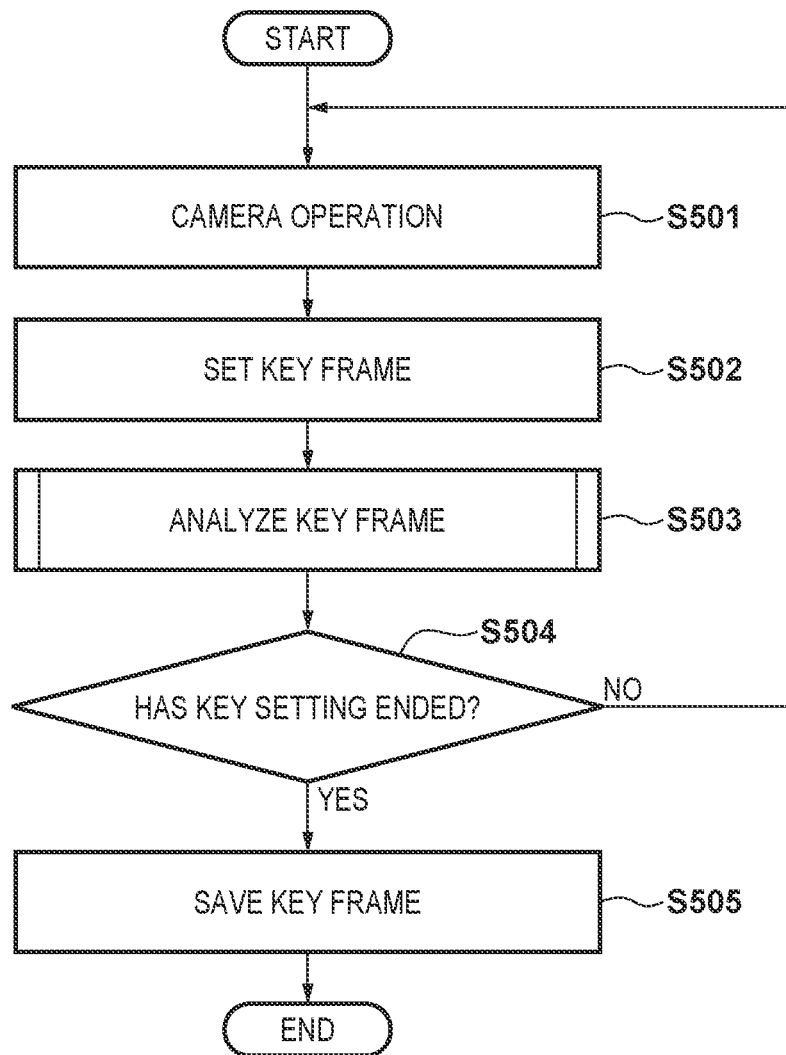 START
CAMERA OPERATION
S501
SET KEY FRAME
S502
ANALYZE KEY FRAME
S503
S504
HAS KEY SETTING ENDED?
NO
YES
SAVE KEY FRAME
S505
END